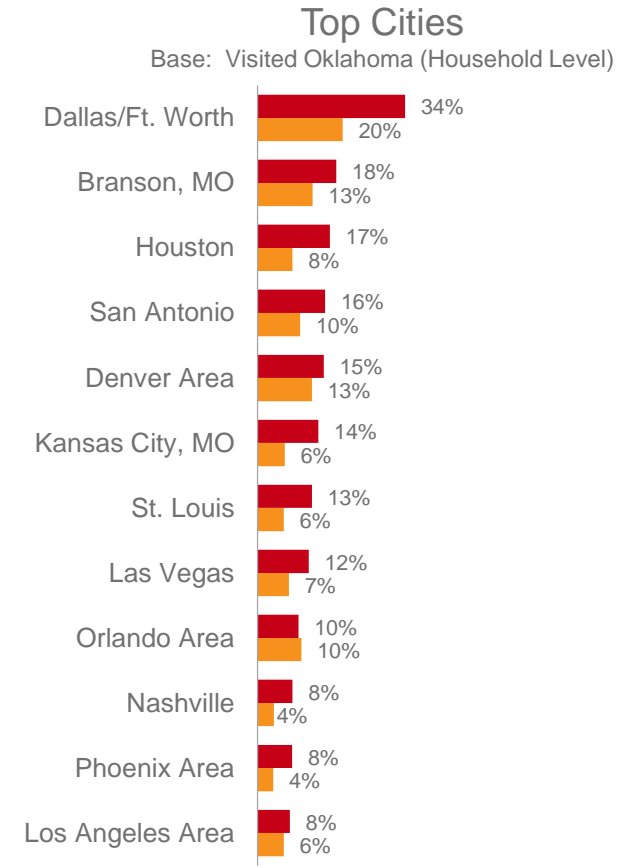 Top Cities
Base: Visited Oklahoma (Household Level)
Dallas/Ft. Worth
34%
20%
Branson, MO
18%
13%
Houston
17%
8%
San Antonio
16%
10%
Denver Area
15%
13%
Kansas City, MO
14%
6%
St. Louis
13%
6%
Las Vegas
12%
7%
Orlando Area
10%
10%
Nashville
8%
4%
Phoenix Area
8%
4%
Los Angeles Area
8%
6%